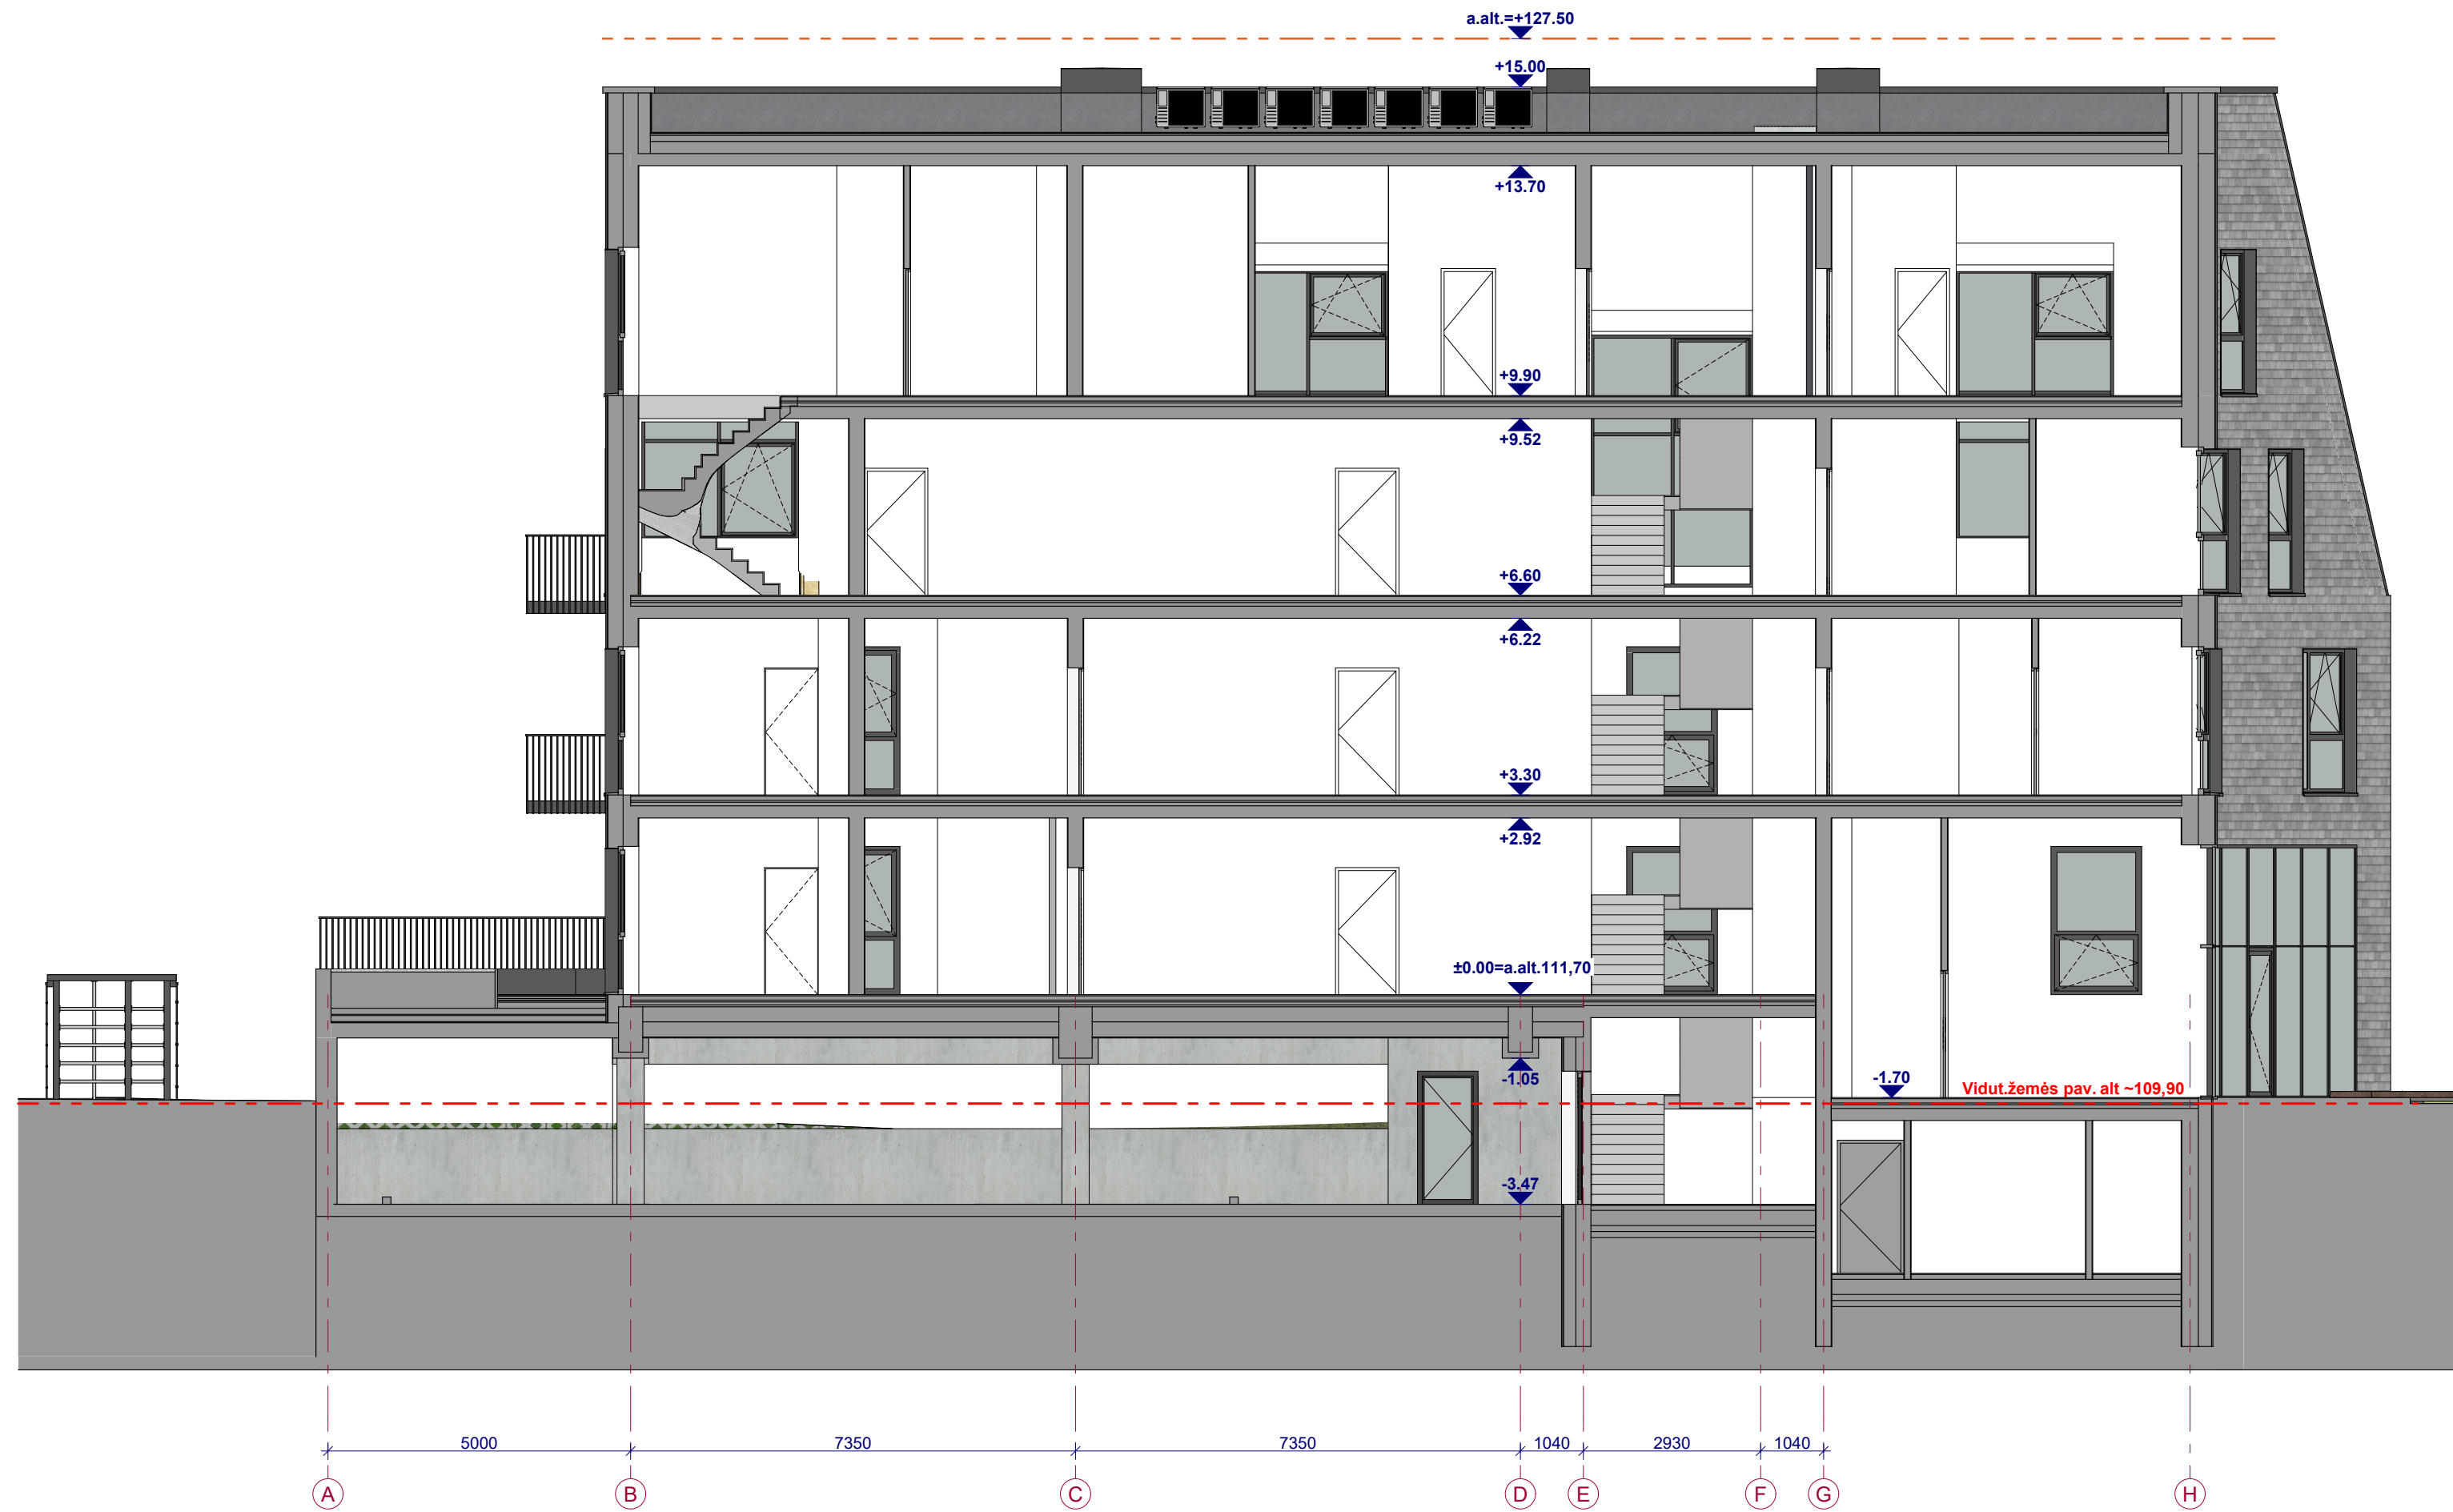 a.alt.=+127.50
+15.00
+13.70
+9.90
+9.52
+6.60
+6.22
+3.30
+2.92
±0.00=a.alt.111,70
-1.05
-1.70
Vidut.žemės pav. alt ~109,90
-3.47
5000 7350 7350 1040 2930 1040
A B C D E F G H